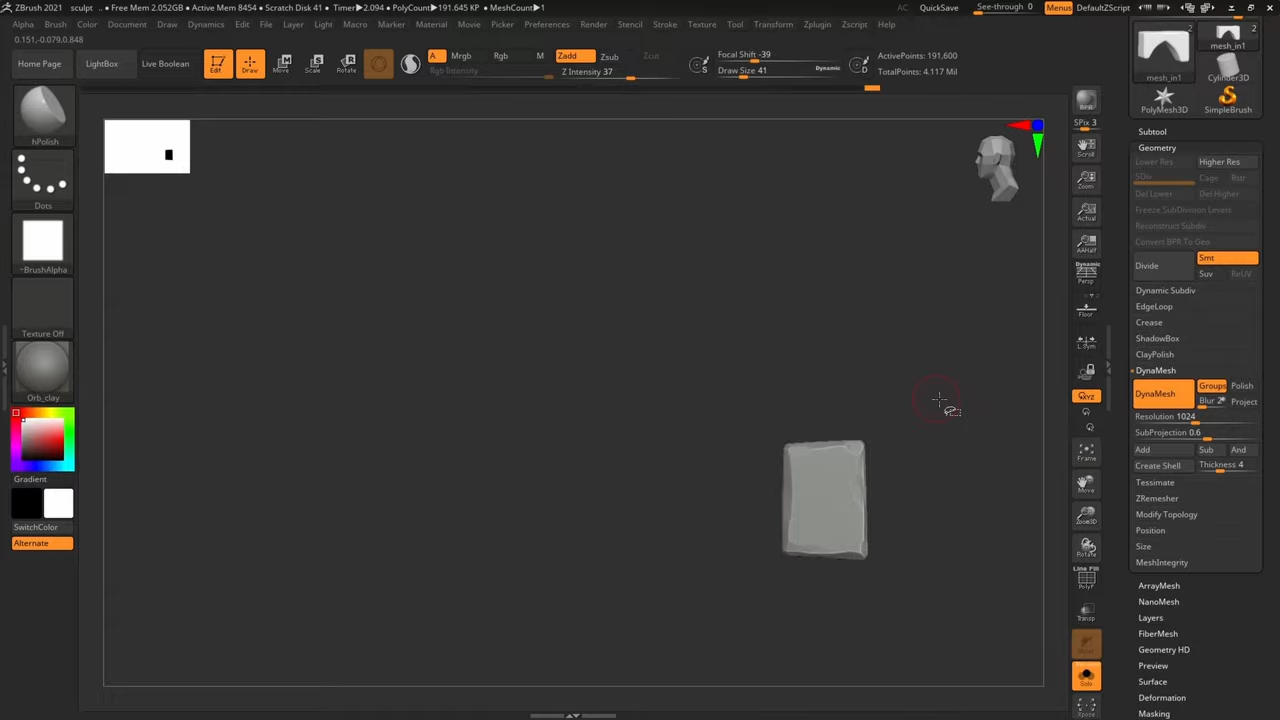 ZBrush 2021 sculpt • Free Mem 2.052GB • Active Mem 8454 • Scratch Disk 41 • Timer▶2.094 • PolyCount▶191.645 KP • MeshCount▶1 AC QuickSave See-through 0 Menus DefaultZScript
Alpha Brush Color Document Draw Dynamics Edit File Layer Light Macro Marker Material Movie Picker Preferences Render Stencil Stroke Texture Tool Transform Zplugin Zscript Help
0.151,-0.079,0.848
Home Page LightBox Live Boolean Edit Draw Move Scale Rotate A Mrgb Rgb M Zadd Zsub Zcut
Rgb Intensity Z Intensity 37
Focal Shift -39 ActivePoints: 191.600
Draw Size 41 Dynamic TotalPoints: 4.117 Mil
S D
2 2
mesh_in1
mesh_in1 Cylinder3D
PolyMesh3D SimpleBrush
hPolish
Dots
~BrushAlpha
Texture Off
Orb_clay
Gradient
SwitchColor
Alternate
BPR
SPix 3
Scroll
Zoom
Actual
AAHalf
Dynamic
Persp
Floor
L.Sym
XYZ
Frame
Move
Zoom3D
Rotate
Line Fill
PolyF
Transp
Solo
Xpose
Subtool
Geometry
Lower Res Higher Res
SDiv Cage Rstr
Del Lower Del Higher
Freeze SubDivision Levels
Reconstruct Subdiv
Convert BPR To Geo
Divide Smt
Suv ReUV
Dynamic Subdiv
EdgeLoop
Crease
ShadowBox
ClayPolish
DynaMesh
DynaMesh Groups Polish
Blur 2 Project
Resolution 1024
SubProjection 0.6
Add Sub And
Create Shell Thickness 4
Tessimate
ZRemesher
Modify Topology
Position
Size
MeshIntegrity
ArrayMesh
NanoMesh
Layers
FiberMesh
Geometry HD
Preview
Surface
Deformation
Masking